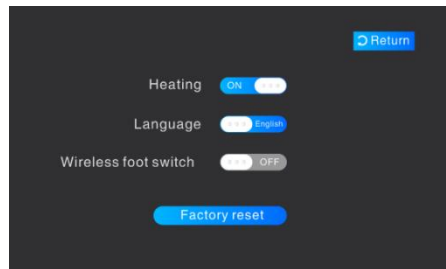 Return
Heating ON
Language English
Wireless foot switch OFF
Factory reset